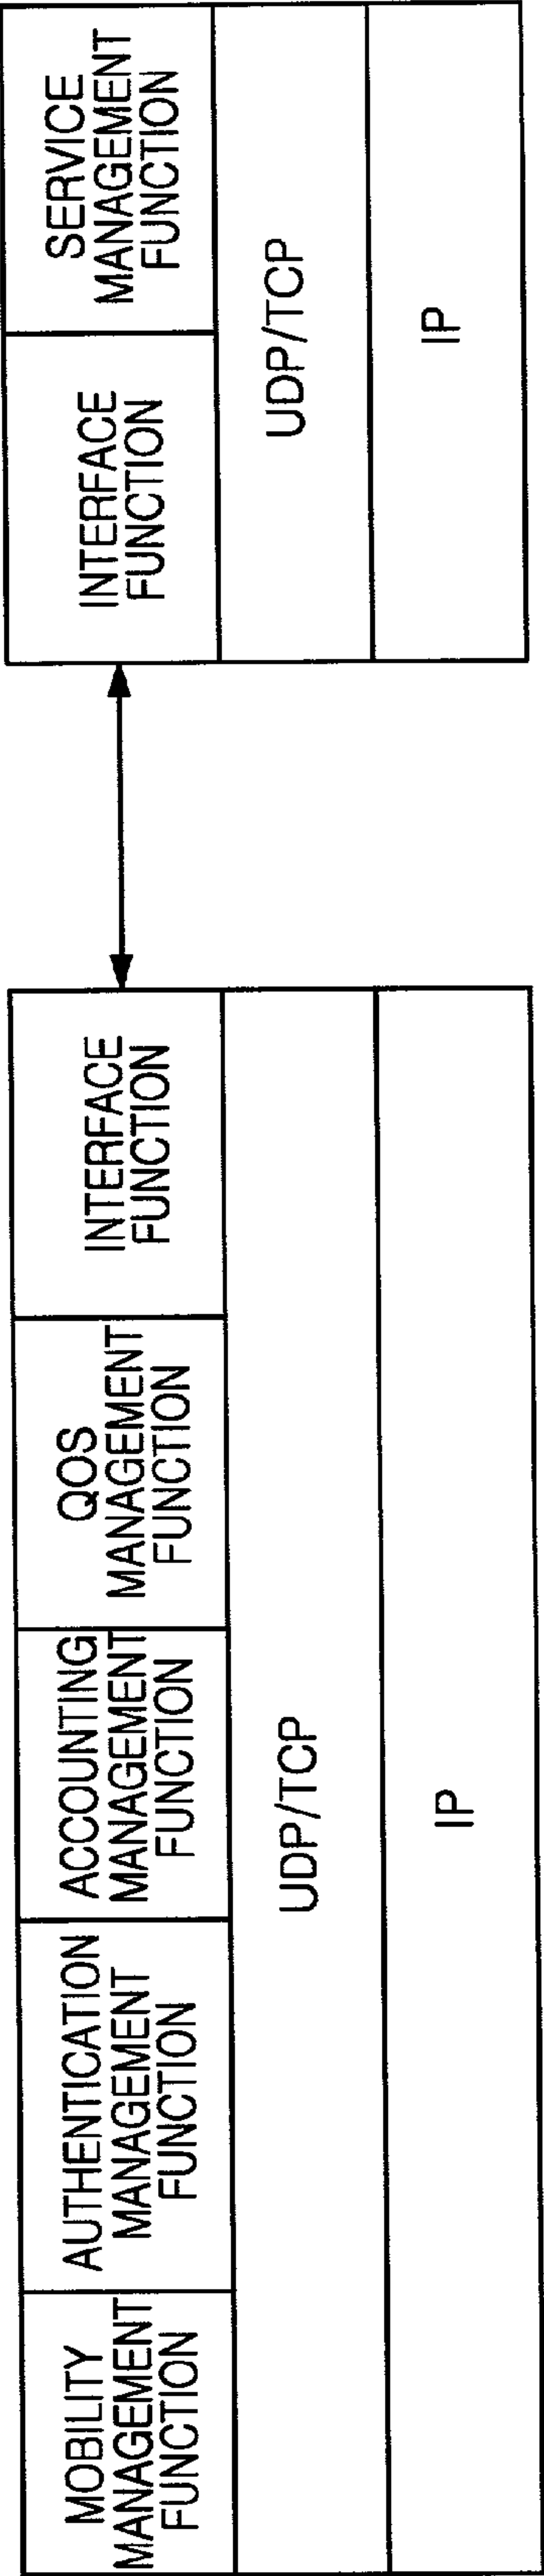 MOBILITY
MANAGEMENT
FUNCTION
AUTHENTICATION
MANAGEMENT
FUNCTION
ACCOUNTING
MANAGEMENT
FUNCTION
QOS
MANAGEMENT
FUNCTION
INTERFACE
FUNCTION
UDP/TCP
IP
INTERFACE
FUNCTION
SERVICE
MANAGEMENT
FUNCTION
UDP/TCP
IP